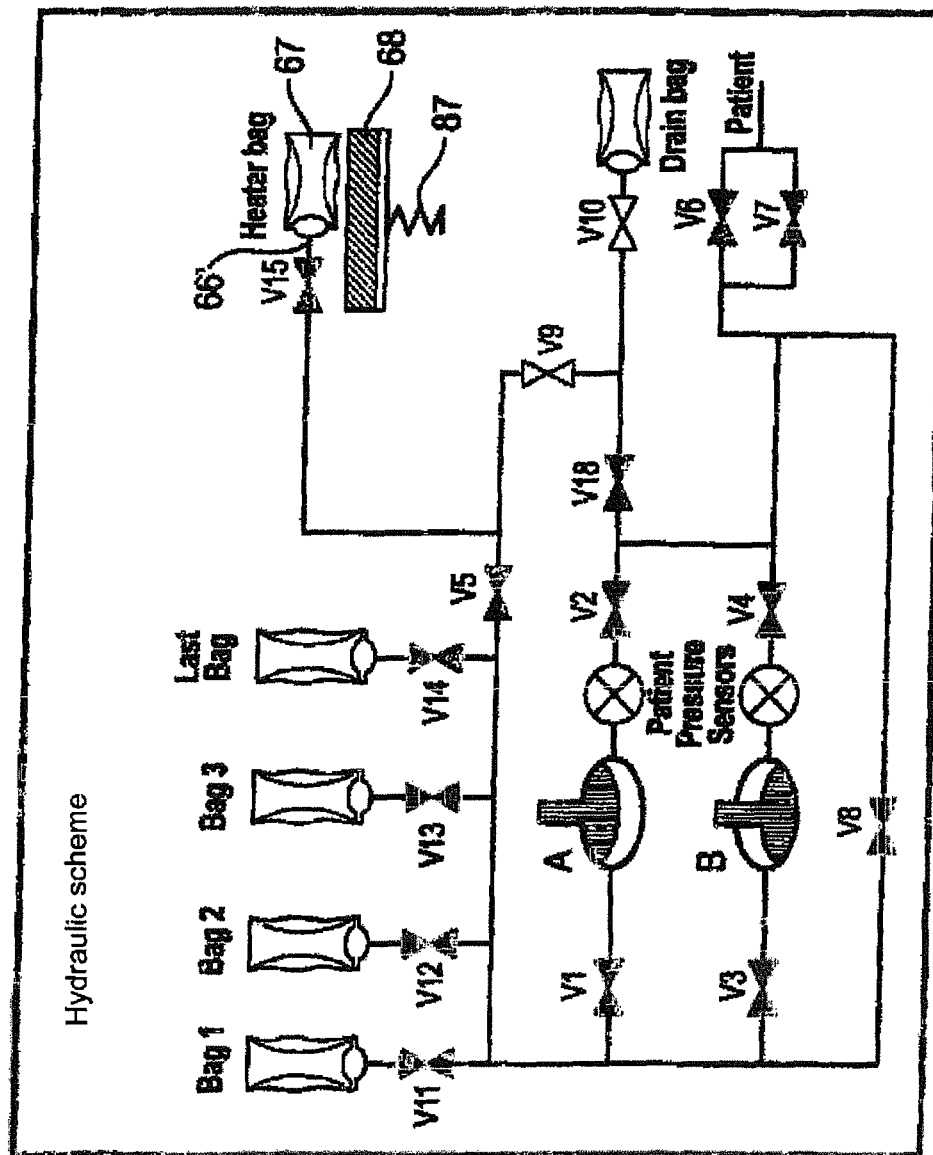 Hydraulic scheme
Bag 1
Bag 2
Bag 3
Last
Bag
V11
V12
V13
V14
V5
V15
66"
Heater bag
67
68
87
V9
V10
Drain bag
V18
V1
A
V2
Patient
Pressure
Sensors
V3
B
V4
V8
V6
V7
Patient